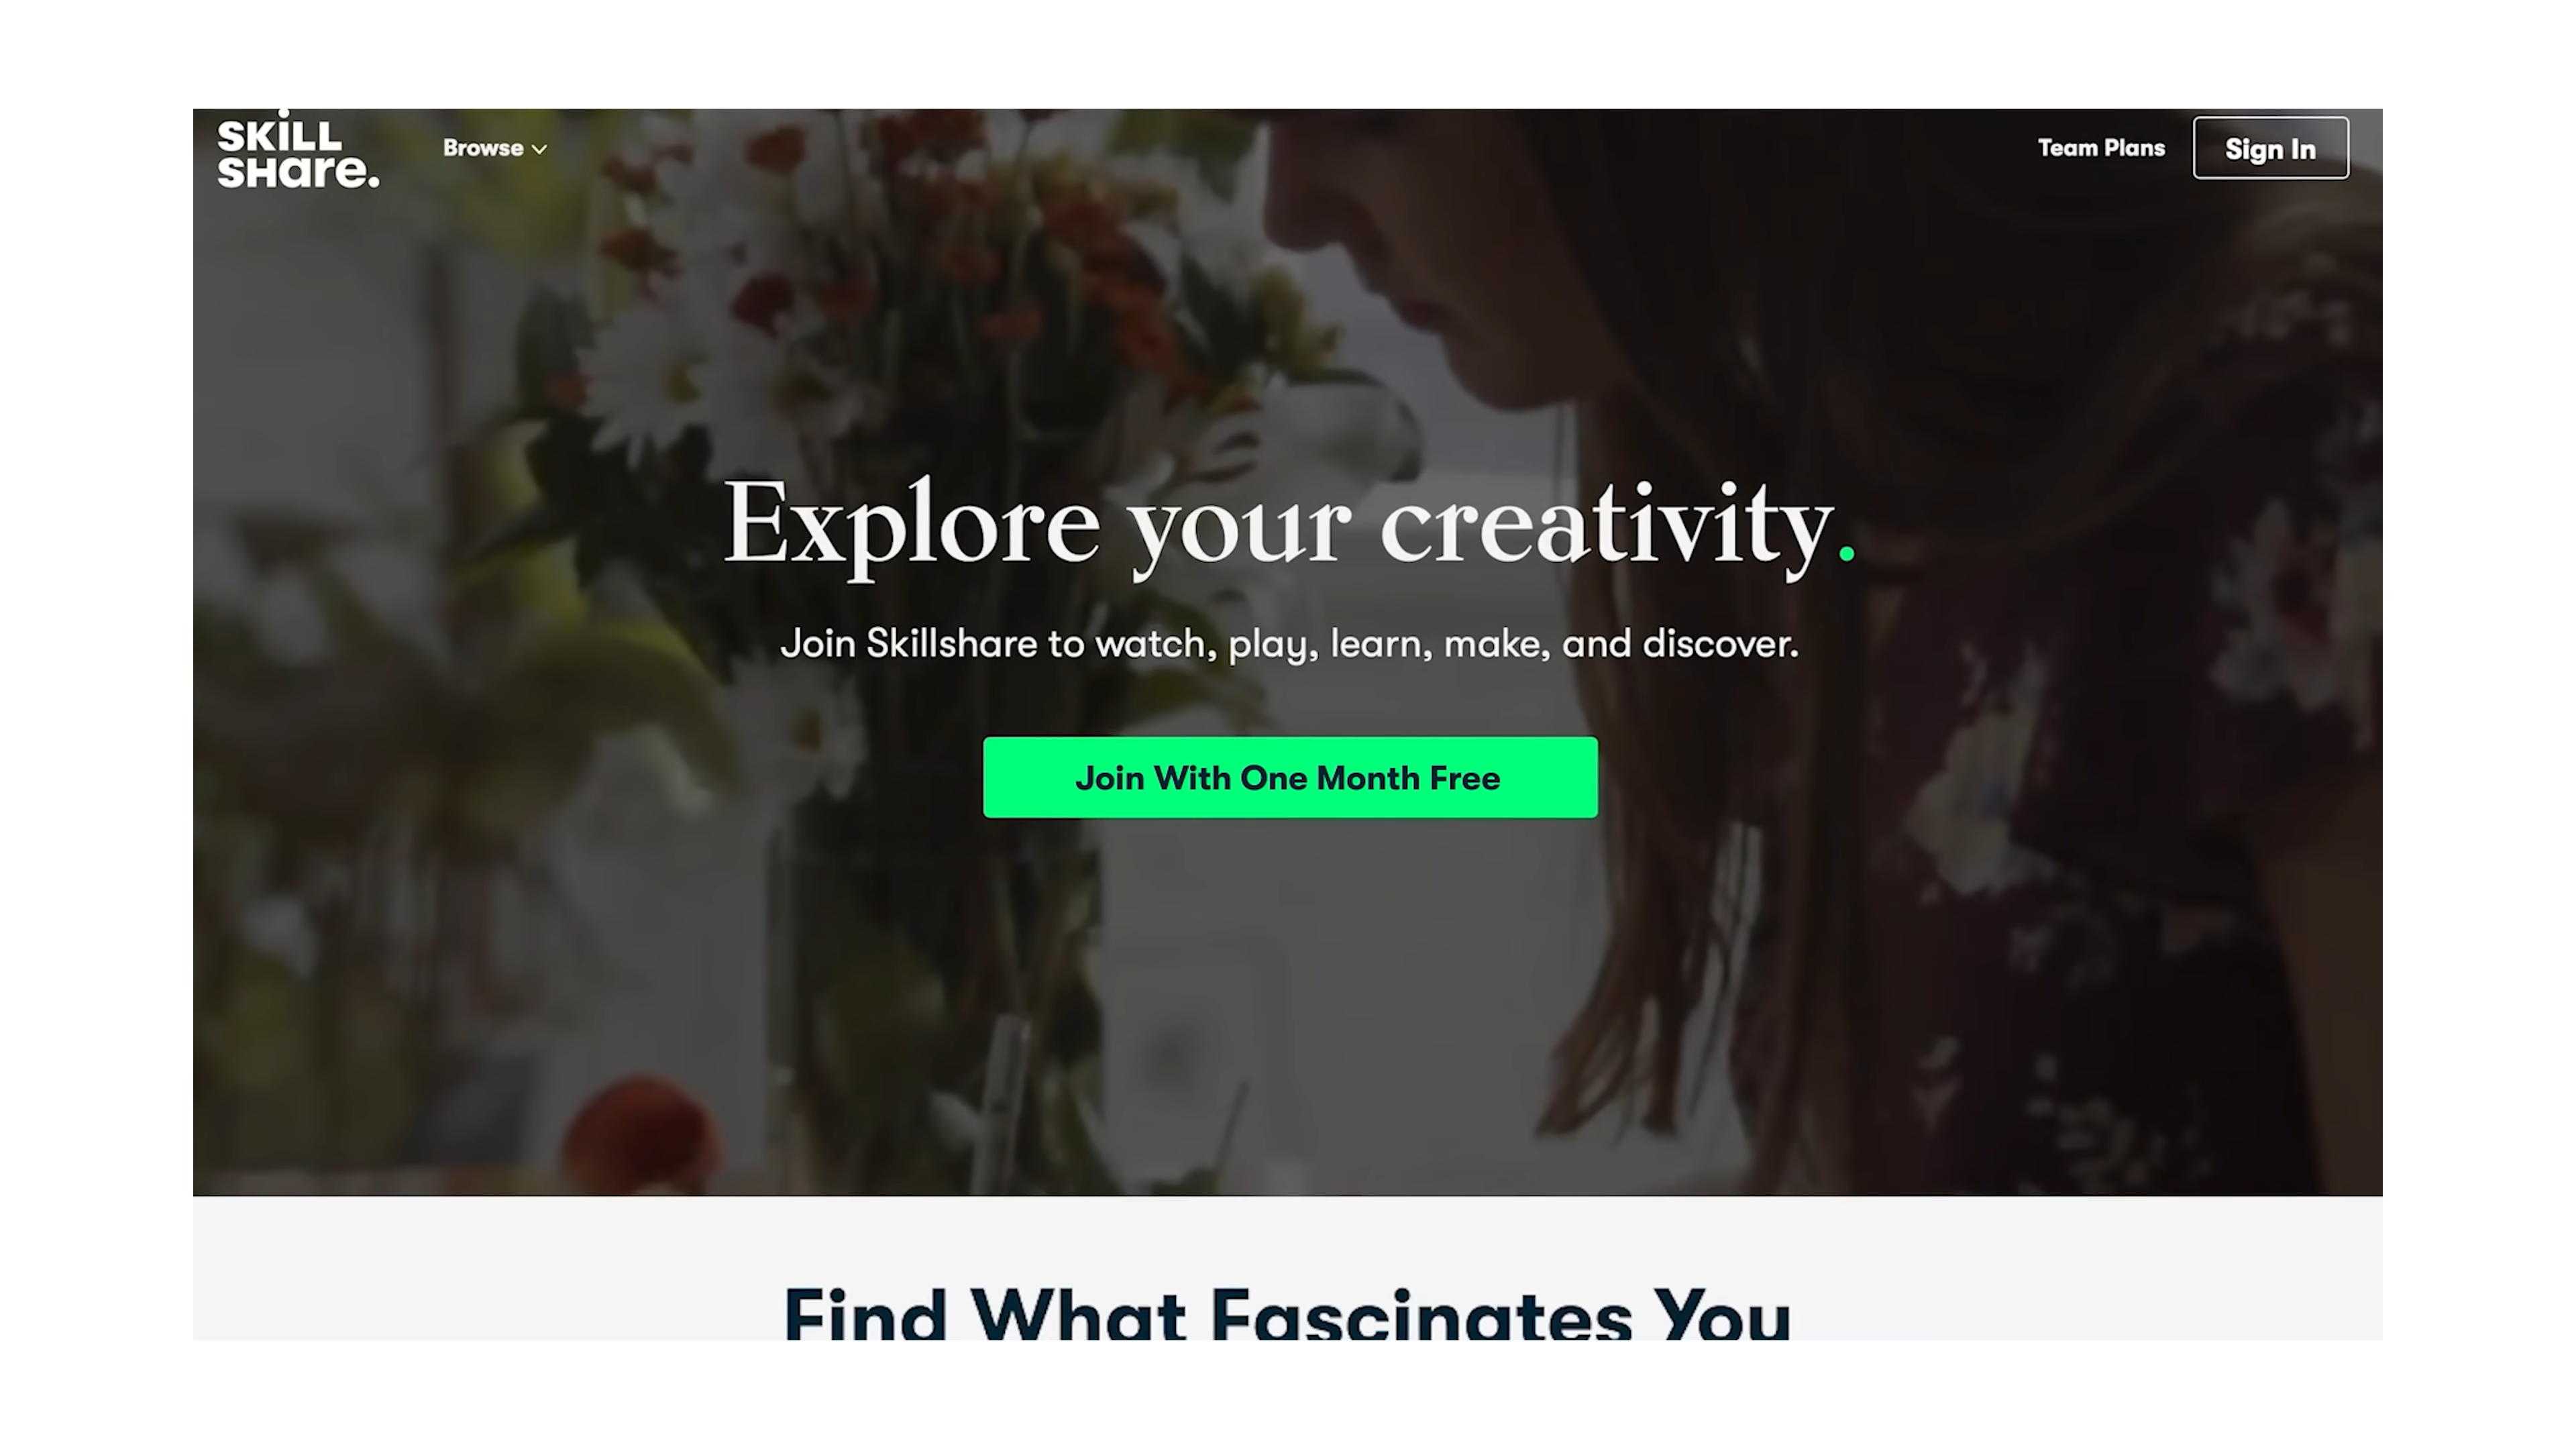 SKiLL
SHare.
Browse
Team Plans
Sign In
Explore your creativity.
Join Skillshare to watch, play, learn, make, and discover.
Join With One Month Free
Find What Fascinates You